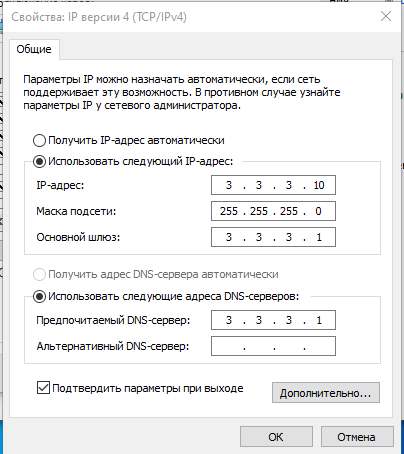 Свойства: IP версии 4 (TCP/IPv4)
Общие
Параметры IP можно назначать автоматически, если сеть
поддерживает эту возможность. В противном случае узнайте
параметры IP у сетевого администратора.
Получить IP-адрес автоматически
Использовать следующий IP-адрес:
IP-адрес: 3 . 3 . 3 . 10
Маска подсети: 255 . 255 . 255 . 0
Основной шлюз: 3 . 3 . 3 . 1
Получить адрес DNS-сервера автоматически
Использовать следующие адреса DNS-серверов:
Предпочитаемый DNS-сервер: 3 . 3 . 3 . 1
Альтернативный DNS-сервер: . . .
Подтвердить параметры при выходе
Дополнительно...
ОК Отмена